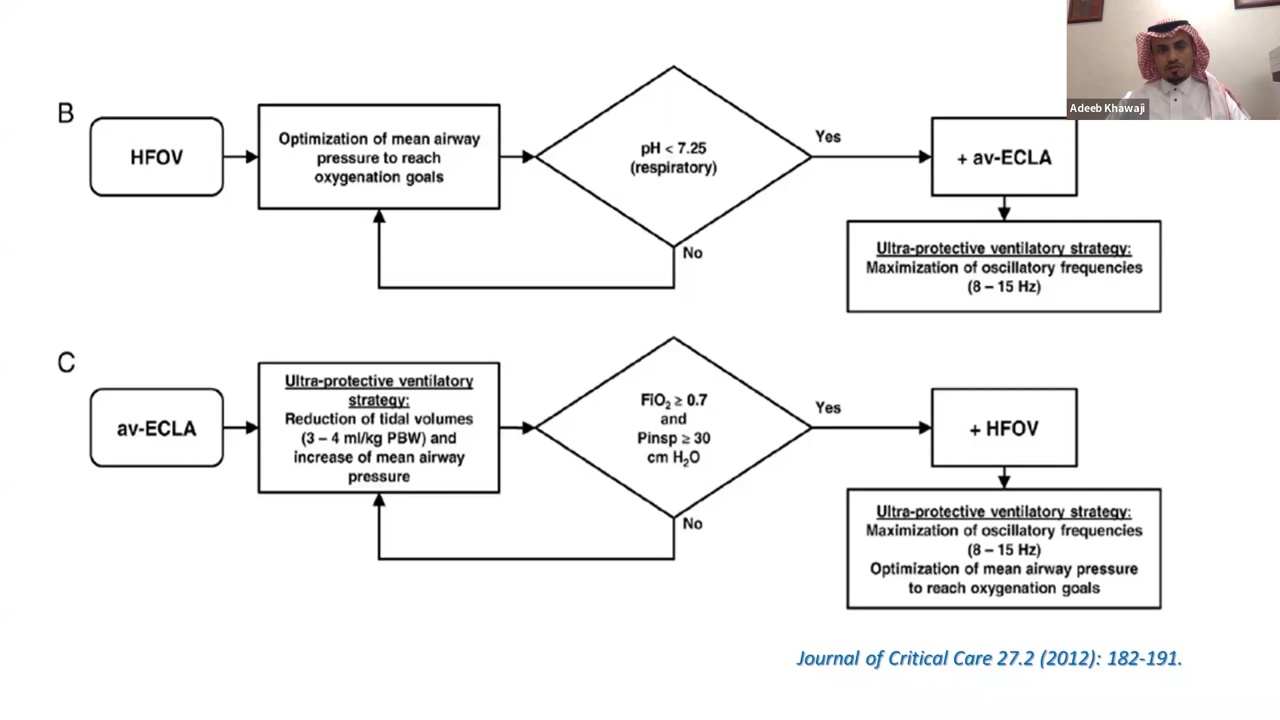 Adeeb Khawaji
B
HFOV
Optimization of mean airway
pressure to reach
oxygenation goals
pH < 7.25
(respiratory)
Yes
No
+ av-ECLA
Ultra-protective ventilatory strategy:
Maximization of oscillatory frequencies
(8 – 15 Hz)
C
av-ECLA
Ultra-protective ventilatory
strategy:
Reduction of tidal volumes
(3 – 4 ml/kg PBW) and
increase of mean airway
pressure
FiO₂ ≥ 0.7
and
Pinsp ≥ 30
cm H₂O
Yes
No
+ HFOV
Ultra-protective ventilatory strategy:
Maximization of oscillatory frequencies
(8 – 15 Hz)
Optimization of mean airway pressure
to reach oxygenation goals
Journal of Critical Care 27.2 (2012): 182-191.